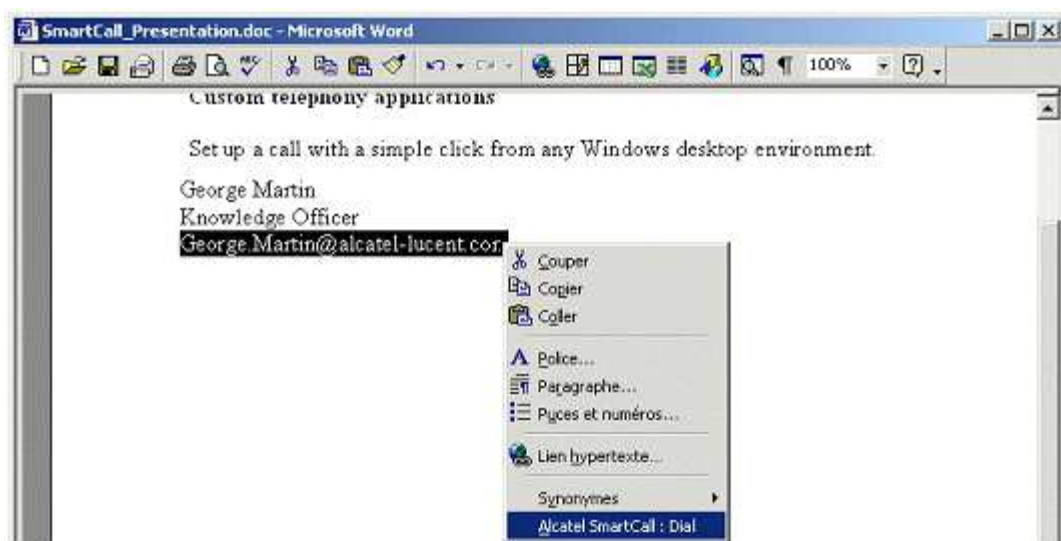 SmartCall_Presentation.doc - Microsoft Word
100%
Custom telephony applications
Set up a call with a simple click from any Windows desktop environment.
George Martin
Knowledge Officer
George.Martin@alcatel-lucent.com
Couper
Copier
Coller
Police...
Paragraphe...
Puces et numéros...
Lien hypertexte...
Synonymes
Alcatel SmartCall : Dial